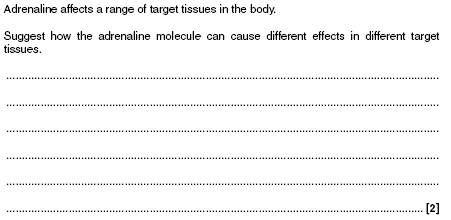 Adrenaline affects a range of target tissues in the body.
Suggest how the adrenaline molecule can cause different effects in different target
tissues.
[2]